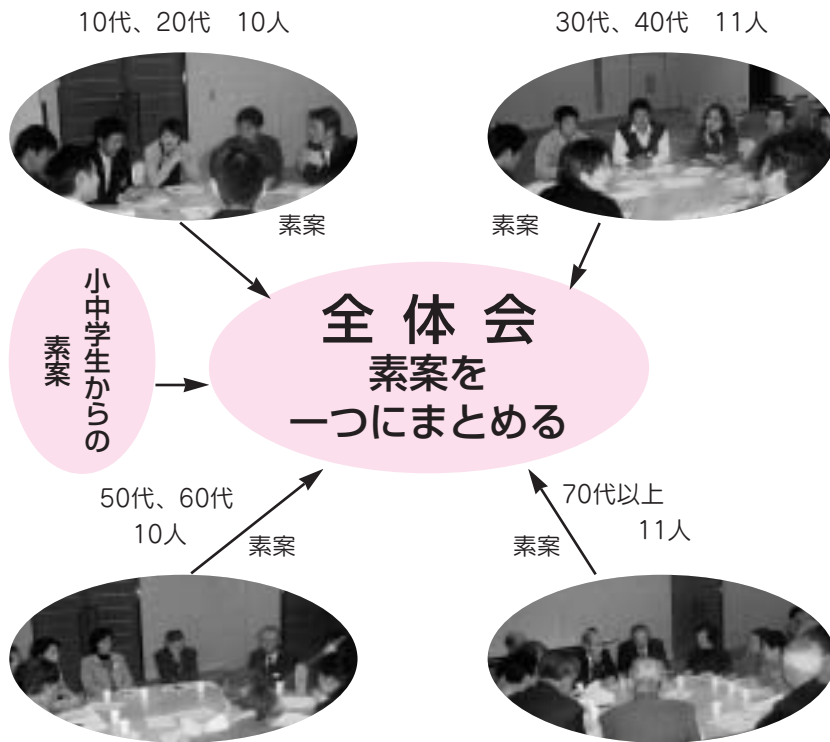 10代、20代　10人
30代、40代　11人
素案
素案
小中学生からの
素案
全体会
素案を
一つにまとめる
50代、60代
10人
素案
70代以上
11人
素案